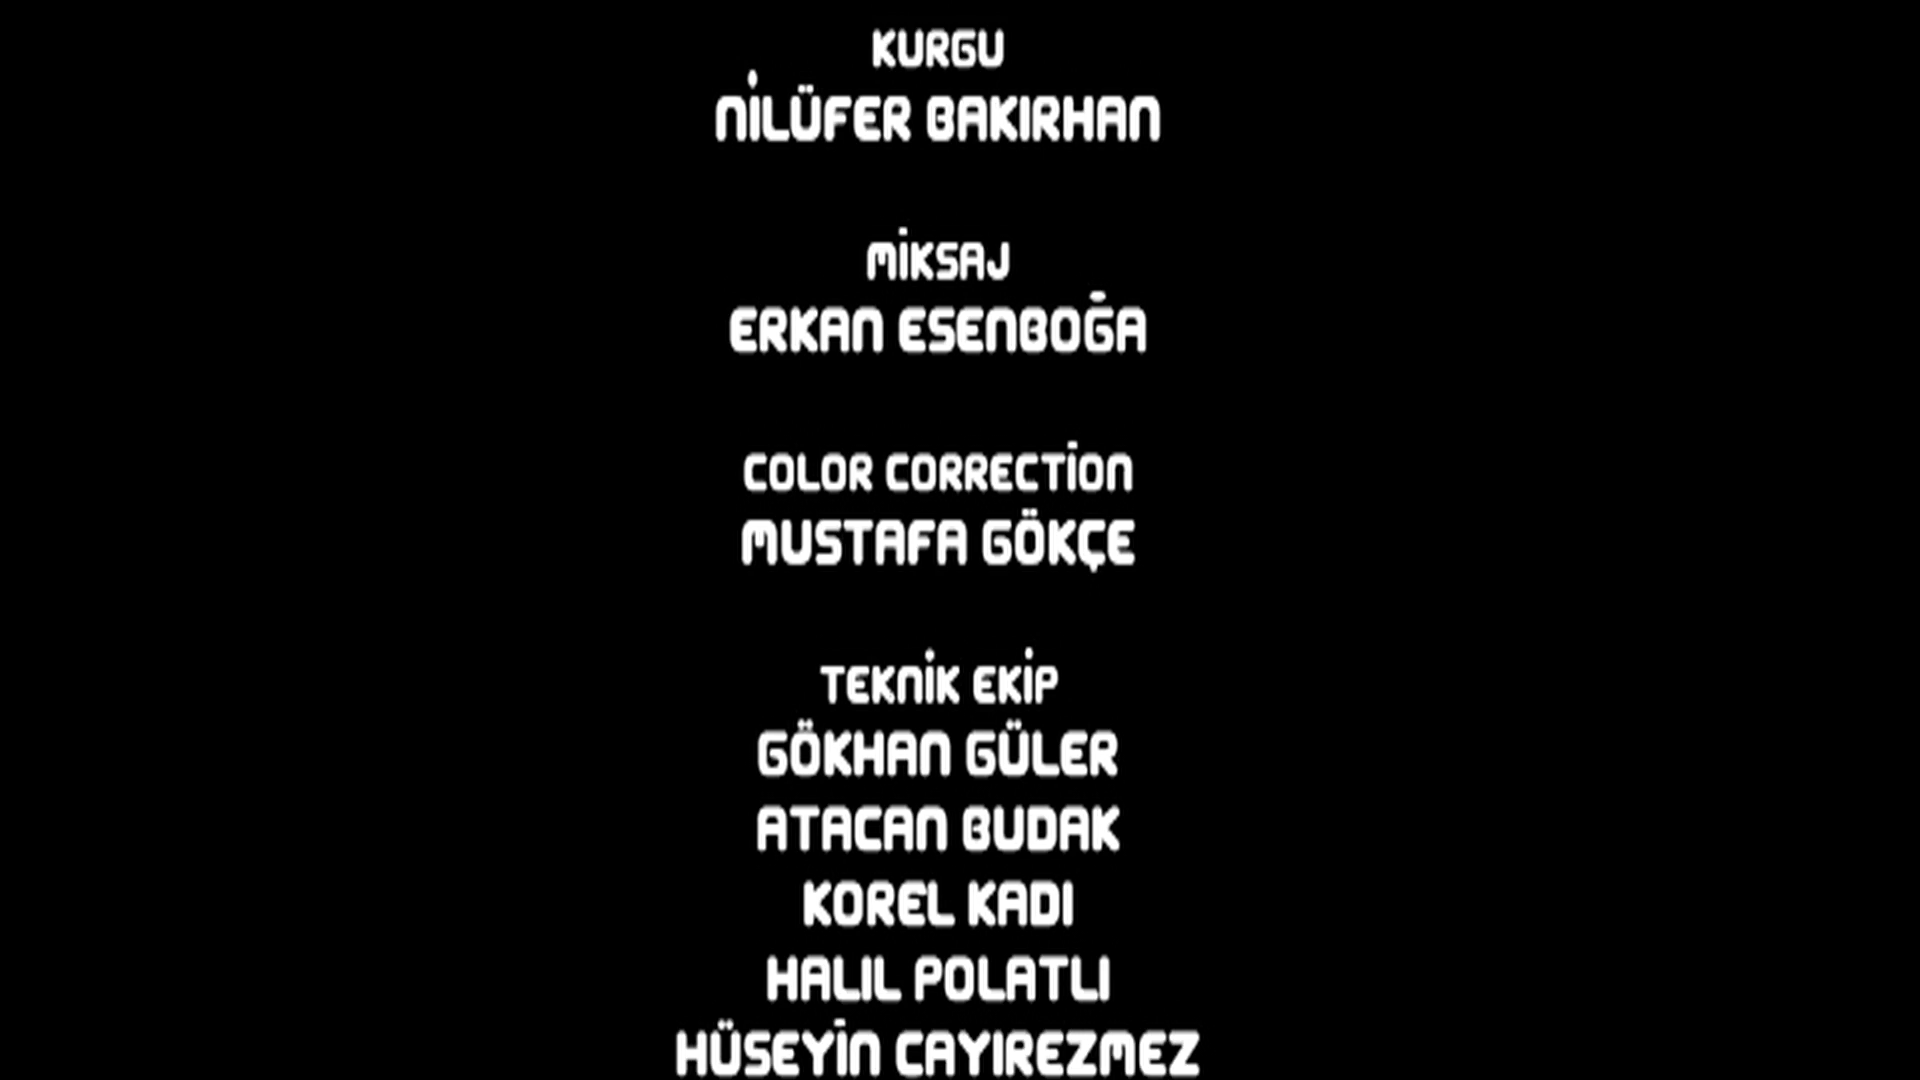 KURGU
NİLÜFER BAKIRHAN
MİKSAJ
ERKAN ESENBOĞA
COLOR CORRECTİON
MUSTAFA GÖKÇE
TEKNİK EKİP
GÖKHAN GÜLER
ATACAN BUDAK
KOREL KADI
HALIL POLATLI
HÜSEYİN CAYIREZMEZ